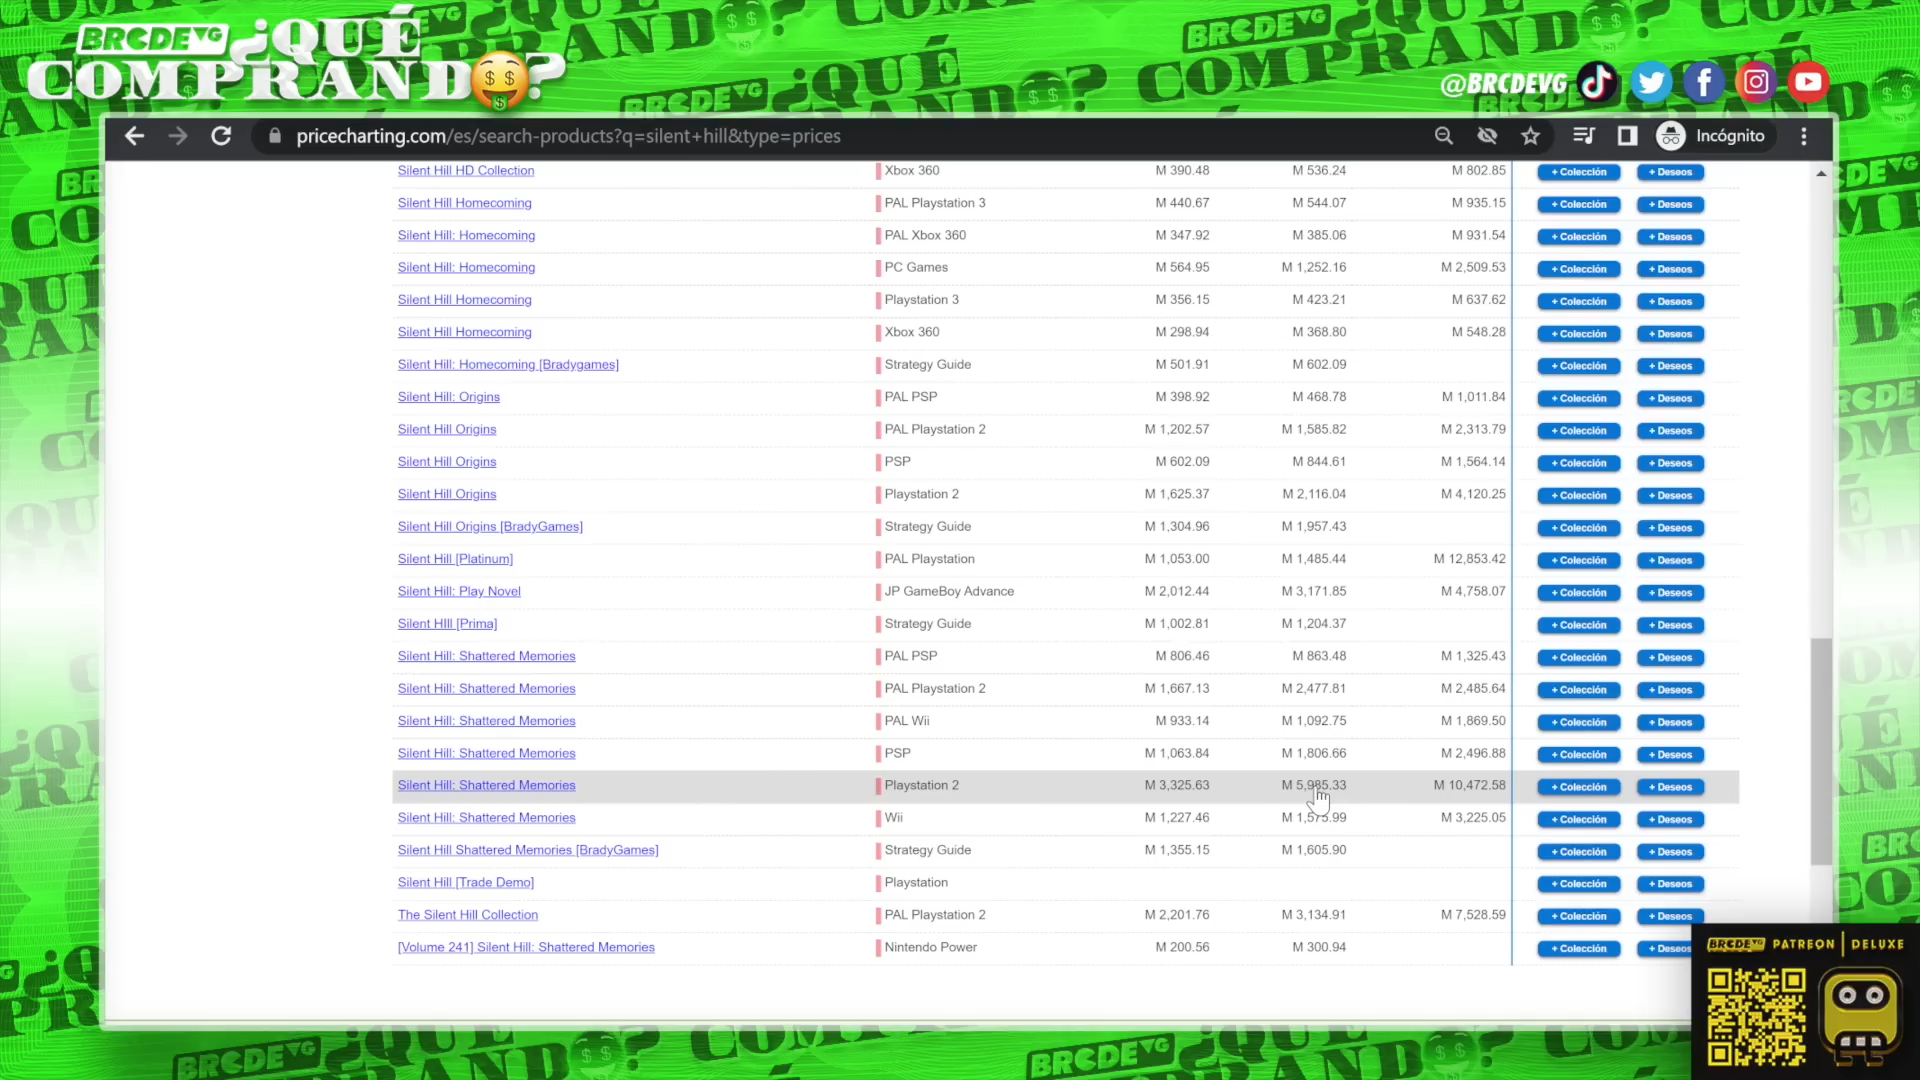 BRCDEVG ¿QUÉ
COMPRAND ?
@BRCDEVG
pricecharting.com/es/search-products?q=silent+hill&type=prices
Incógnito
Silent Hill HD Collection Xbox 360 M 390.48 M 536.24 M 802.85 + Colección + Deseos
Silent Hill Homecoming PAL Playstation 3 M 440.67 M 544.07 M 935.15 + Colección + Deseos
Silent Hill: Homecoming PAL Xbox 360 M 347.92 M 385.06 M 931.54 + Colección + Deseos
Silent Hill: Homecoming PC Games M 564.95 M 1,252.16 M 2,509.53 + Colección + Deseos
Silent Hill Homecoming Playstation 3 M 356.15 M 423.21 M 637.62 + Colección + Deseos
Silent Hill Homecoming Xbox 360 M 298.94 M 368.80 M 548.28 + Colección + Deseos
Silent Hill: Homecoming [Bradygames] Strategy Guide M 501.91 M 602.09 + Colección + Deseos
Silent Hill: Origins PAL PSP M 398.92 M 468.78 M 1,011.84 + Colección + Deseos
Silent Hill Origins PAL Playstation 2 M 1,202.57 M 1,585.82 M 2,313.79 + Colección + Deseos
Silent Hill Origins PSP M 602.09 M 844.61 M 1,564.14 + Colección + Deseos
Silent Hill Origins Playstation 2 M 1,625.37 M 2,116.04 M 4,120.25 + Colección + Deseos
Silent Hill Origins [BradyGames] Strategy Guide M 1,304.96 M 1,957.43 + Colección + Deseos
Silent Hill [Platinum] PAL Playstation M 1,053.00 M 1,485.44 M 12,853.42 + Colección + Deseos
Silent Hill: Play Novel JP GameBoy Advance M 2,012.44 M 3,171.85 M 4,758.07 + Colección + Deseos
Silent HIll [Prima] Strategy Guide M 1,002.81 M 1,204.37 + Colección + Deseos
Silent Hill: Shattered Memories PAL PSP M 806.46 M 863.48 M 1,325.43 + Colección + Deseos
Silent Hill: Shattered Memories PAL Playstation 2 M 1,667.13 M 2,477.81 M 2,485.64 + Colección + Deseos
Silent Hill: Shattered Memories PAL Wii M 933.14 M 1,092.75 M 1,869.50 + Colección + Deseos
Silent Hill: Shattered Memories PSP M 1,063.84 M 1,806.66 M 2,496.88 + Colección + Deseos
Silent Hill: Shattered Memories Playstation 2 M 3,325.63 M 5,985.33 M 10,472.58 + Colección + Deseos
Silent Hill: Shattered Memories Wii M 1,227.46 M 1,575.99 M 3,225.05 + Colección + Deseos
Silent Hill Shattered Memories [BradyGames] Strategy Guide M 1,355.15 M 1,605.90 + Colección + Deseos
Silent Hill [Trade Demo] Playstation + Colección + Deseos
The Silent Hill Collection PAL Playstation 2 M 2,201.76 M 3,134.91 M 7,528.59 + Colección + Deseos
[Volume 241] Silent Hill: Shattered Memories Nintendo Power M 200.56 M 300.94 + Colección + Deseos
BRCDEVG PATREON | DELUXE